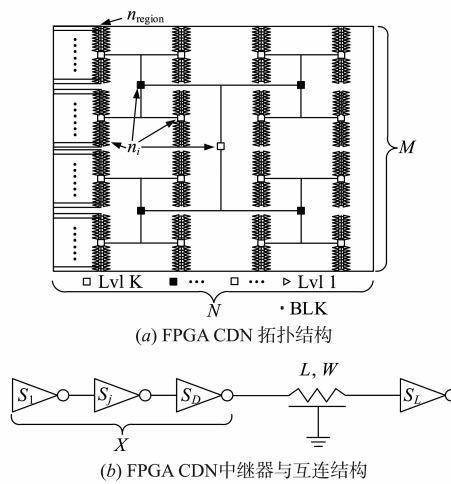 n_region
n_i
M
□ Lvl K ■ ··· □ ··· ▷ Lvl 1
N
• BLK
(a) FPGA CDN 拓扑结构
L, W
S_1 S_j S_D S_L
X
(b) FPGA CDN中继器与互连结构